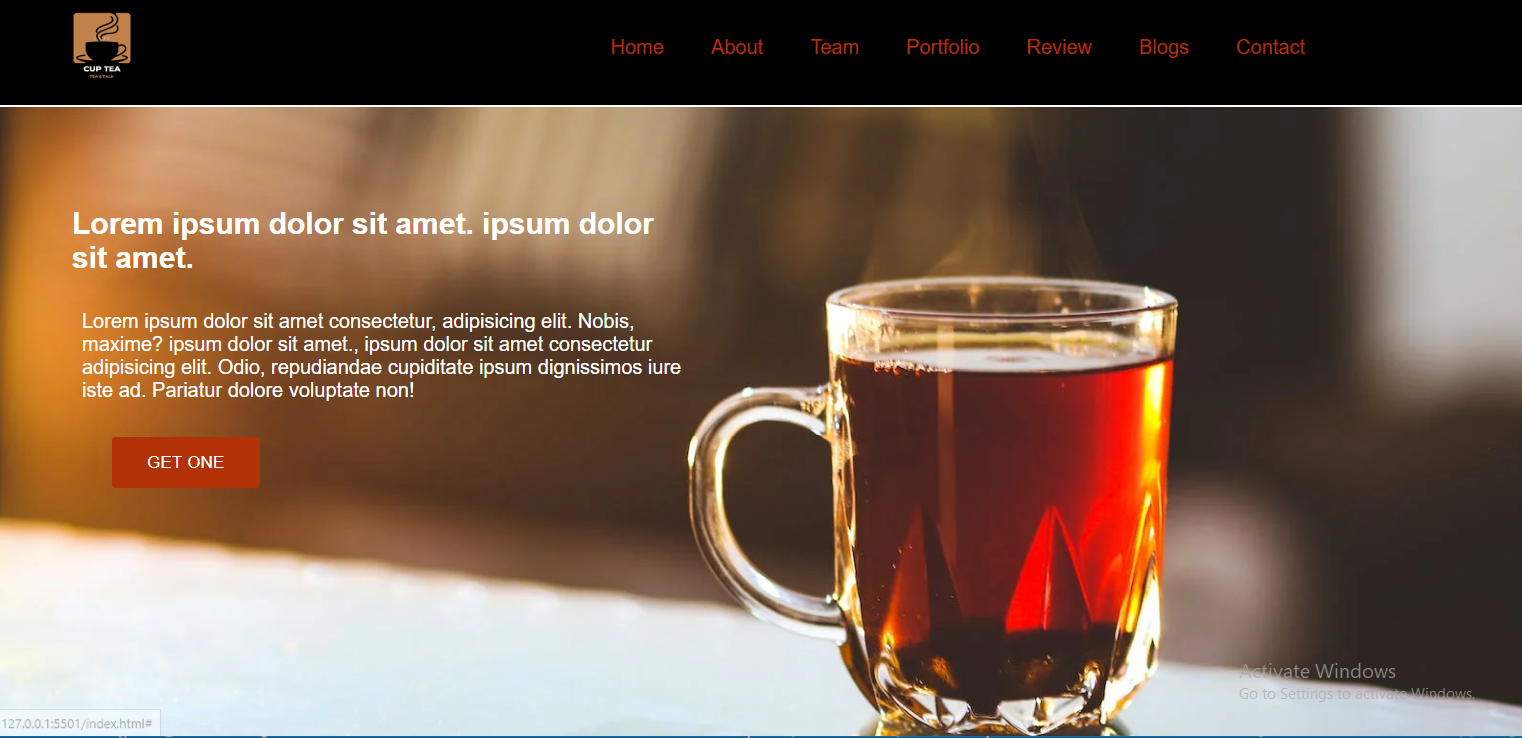 CUP TEA
TEA'S TALK
Home About Team Portfolio Review Blogs Contact
Lorem ipsum dolor sit amet. ipsum dolor
sit amet.
Lorem ipsum dolor sit amet consectetur, adipisicing elit. Nobis,
maxime? ipsum dolor sit amet., ipsum dolor sit amet consectetur
adipisicing elit. Odio, repudiandae cupiditate ipsum dignissimos iure
iste ad. Pariatur dolore voluptate non!
GET ONE
Activate Windows
Go to Settings to activate Windows.
127.0.0.1:5501/index.html#